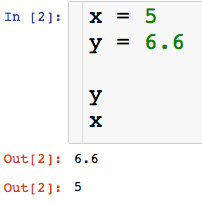 In [2]: x = 5
y = 6.6
y
x
Out[2]: 6.6
Out[2]: 5